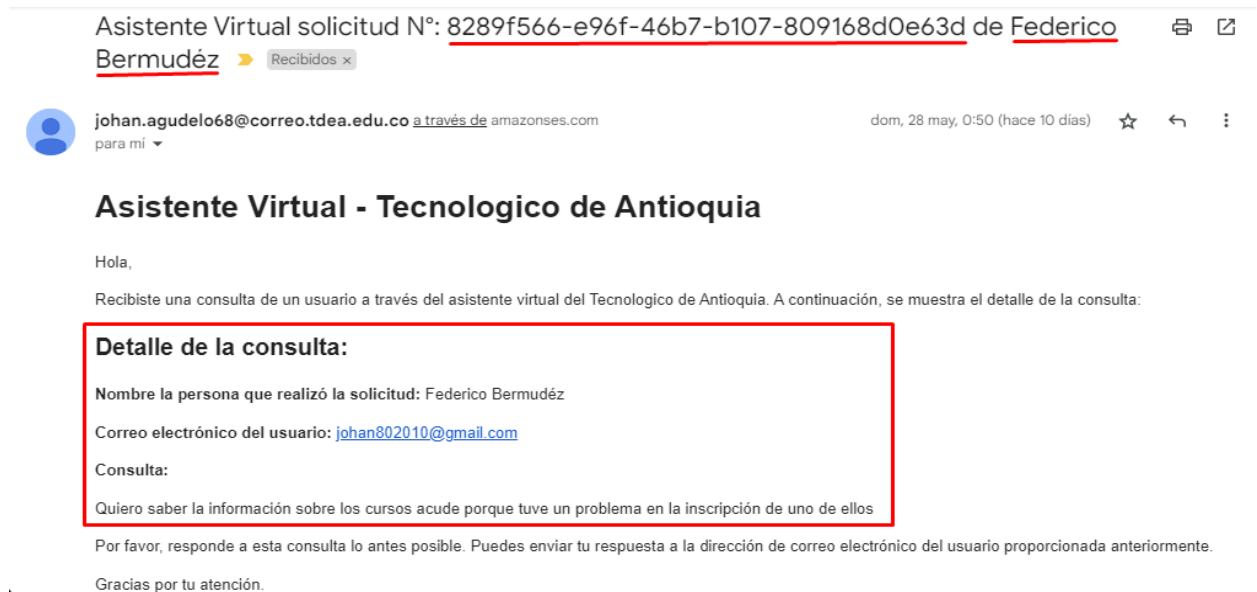 Asistente Virtual solicitud N°: 8289f566-e96f-46b7-b107-809168d0e63d de Federico
Bermudéz Recibidos x
johan.agudelo68@correo.tdea.edu.co a través de amazonses.com dom, 28 may, 0:50 (hace 10 días)
para mí
Asistente Virtual - Tecnologico de Antioquia
Hola,
Recibiste una consulta de un usuario a través del asistente virtual del Tecnologico de Antioquia. A continuación, se muestra el detalle de la consulta:
Detalle de la consulta:
Nombre la persona que realizó la solicitud: Federico Bermudéz
Correo electrónico del usuario: johan802010@gmail.com
Consulta:
Quiero saber la información sobre los cursos acude porque tuve un problema en la inscripción de uno de ellos
Por favor, responde a esta consulta lo antes posible. Puedes enviar tu respuesta a la dirección de correo electrónico del usuario proporcionada anteriormente.
Gracias por tu atención.